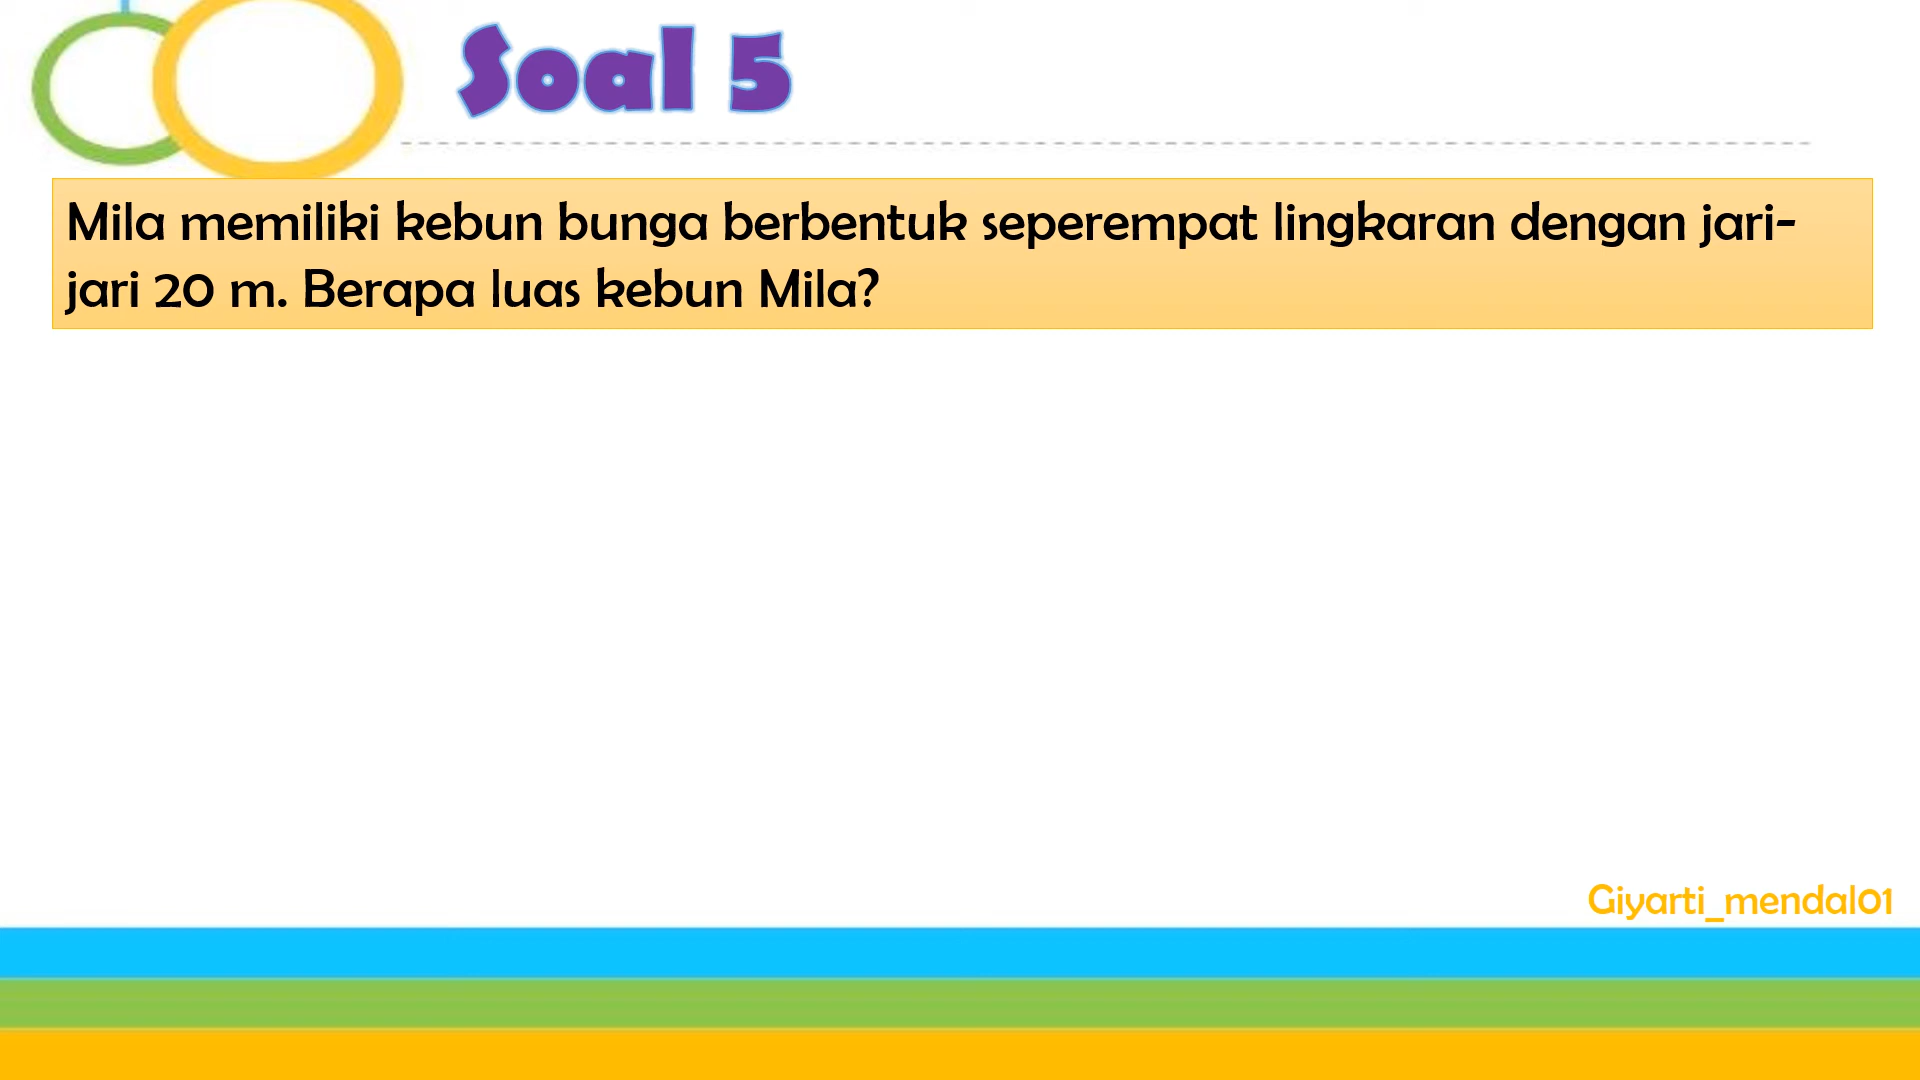 Soal 5
Mila memiliki kebun bunga berbentuk seperempat lingkaran dengan jari-
jari 20 m. Berapa luas kebun Mila?
Giyarti_mendal01